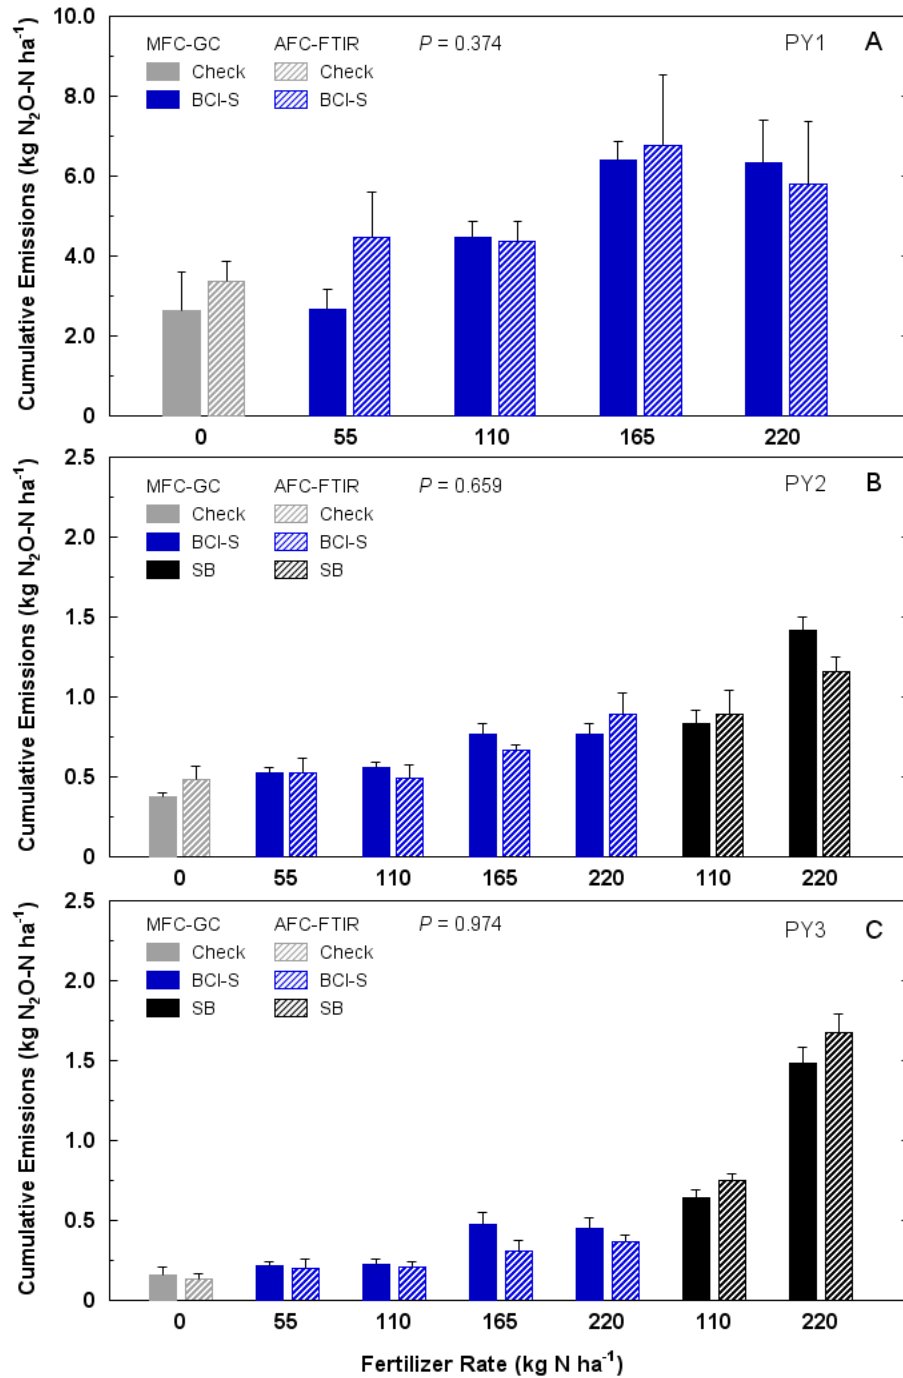 Cumulative Emissions (kg N₂O-N ha⁻¹)
10.0
8.0
6.0
4.0
2.0
0
MFC-GC AFC-FTIR P = 0.374 PY1 A
Check Check
BCI-S BCI-S
0 55 110 165 220
Cumulative Emissions (kg N₂O-N ha⁻¹)
2.5
2.0
1.5
1.0
0.5
0
MFC-GC AFC-FTIR P = 0.659 PY2 B
Check Check
BCI-S BCI-S
SB SB
0 55 110 165 220 110 220
Cumulative Emissions (kg N₂O-N ha⁻¹)
2.5
2.0
1.5
1.0
0.5
0
MFC-GC AFC-FTIR P = 0.974 PY3 C
Check Check
BCI-S BCI-S
SB SB
0 55 110 165 220 110 220
Fertilizer Rate (kg N ha⁻¹)